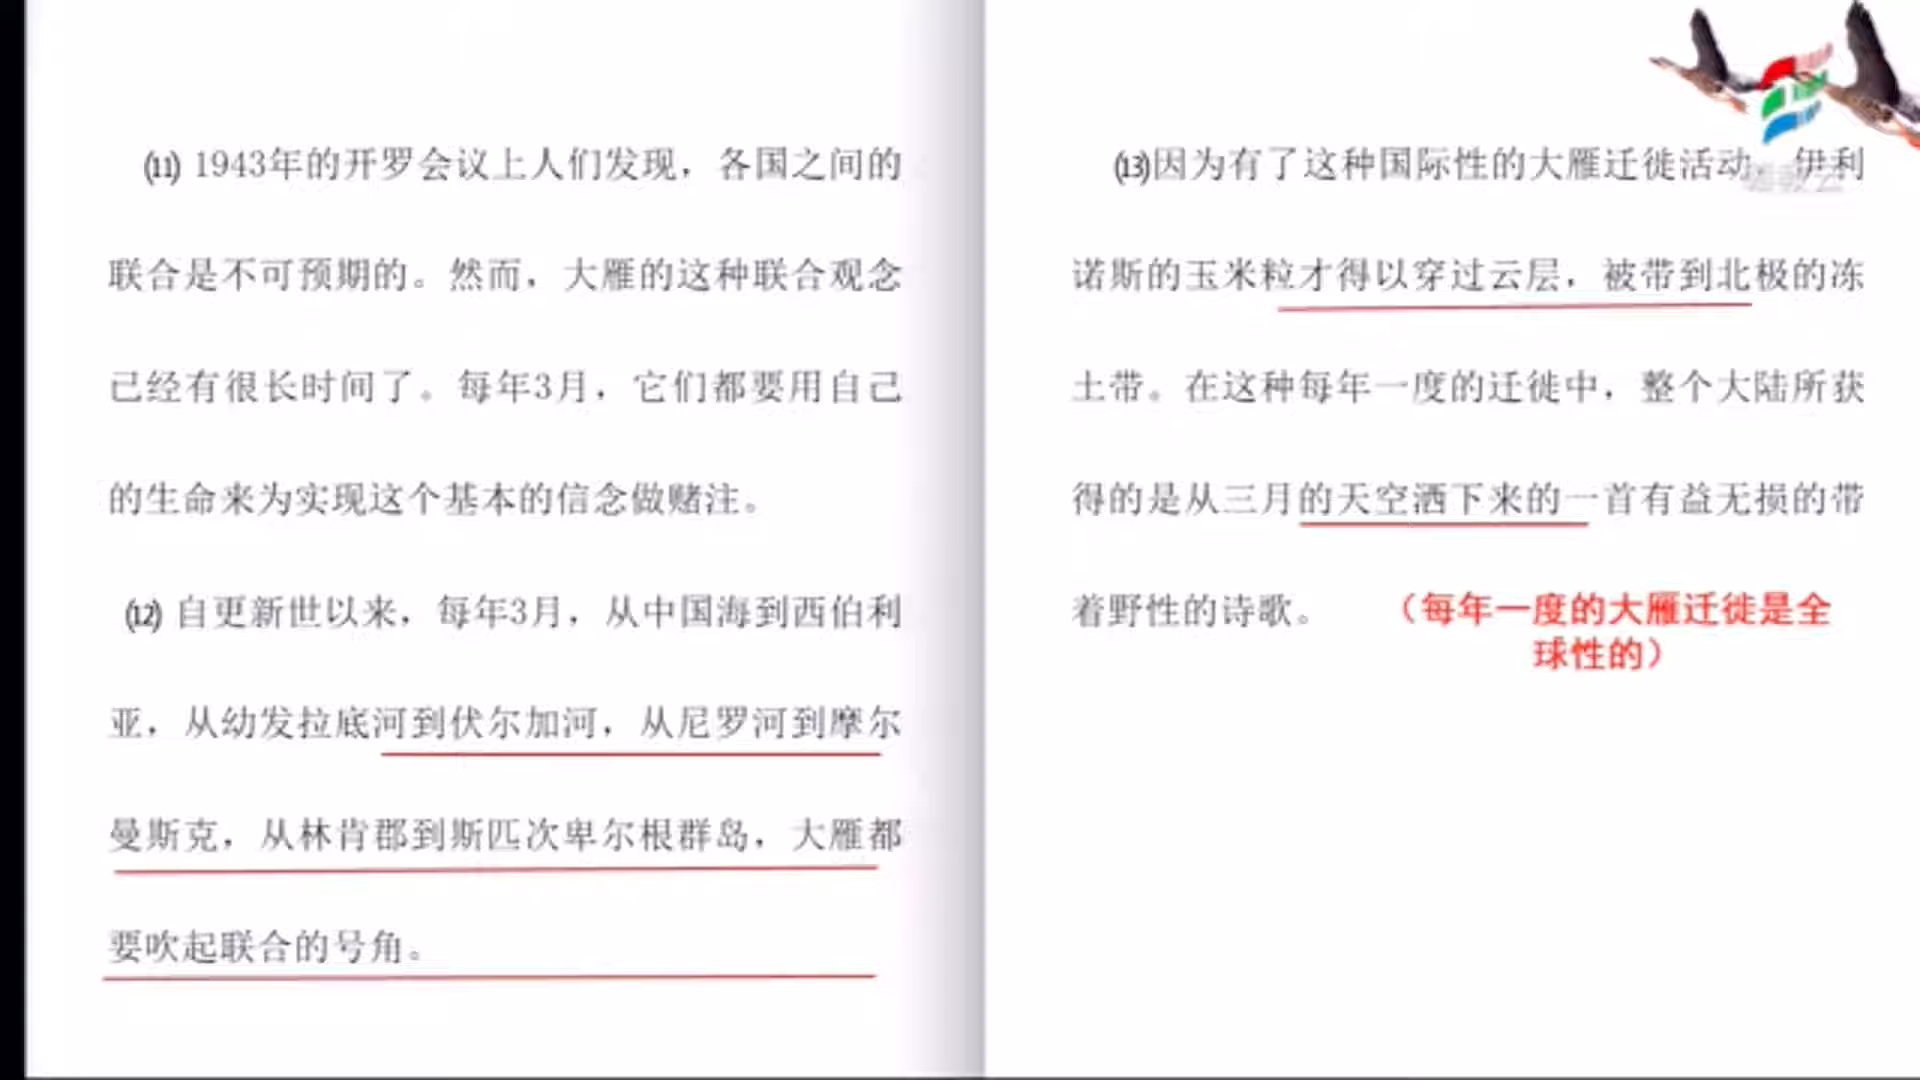 (11) 1943年的开罗会议上人们发现，各国之间的
联合是不可预期的。然而，大雁的这种联合观念
已经有很长时间了。每年3月，它们都要用自己
的生命来为实现这个基本的信念做赌注。
(12) 自更新世以来，每年3月，从中国海到西伯利
亚，从幼发拉底河到伏尔加河，从尼罗河到摩尔
曼斯克，从林肯郡到斯匹次卑尔根群岛，大雁都
要吹起联合的号角。
(13)因为有了这种国际性的大雁迁徙活动，伊利
诺斯的玉米粒才得以穿过云层，被带到北极的冻
土带。在这种每年一度的迁徙中，整个大陆所获
得的是从三月的天空洒下来的一首有益无损的带
着野性的诗歌。
（每年一度的大雁迁徙是全
球性的）